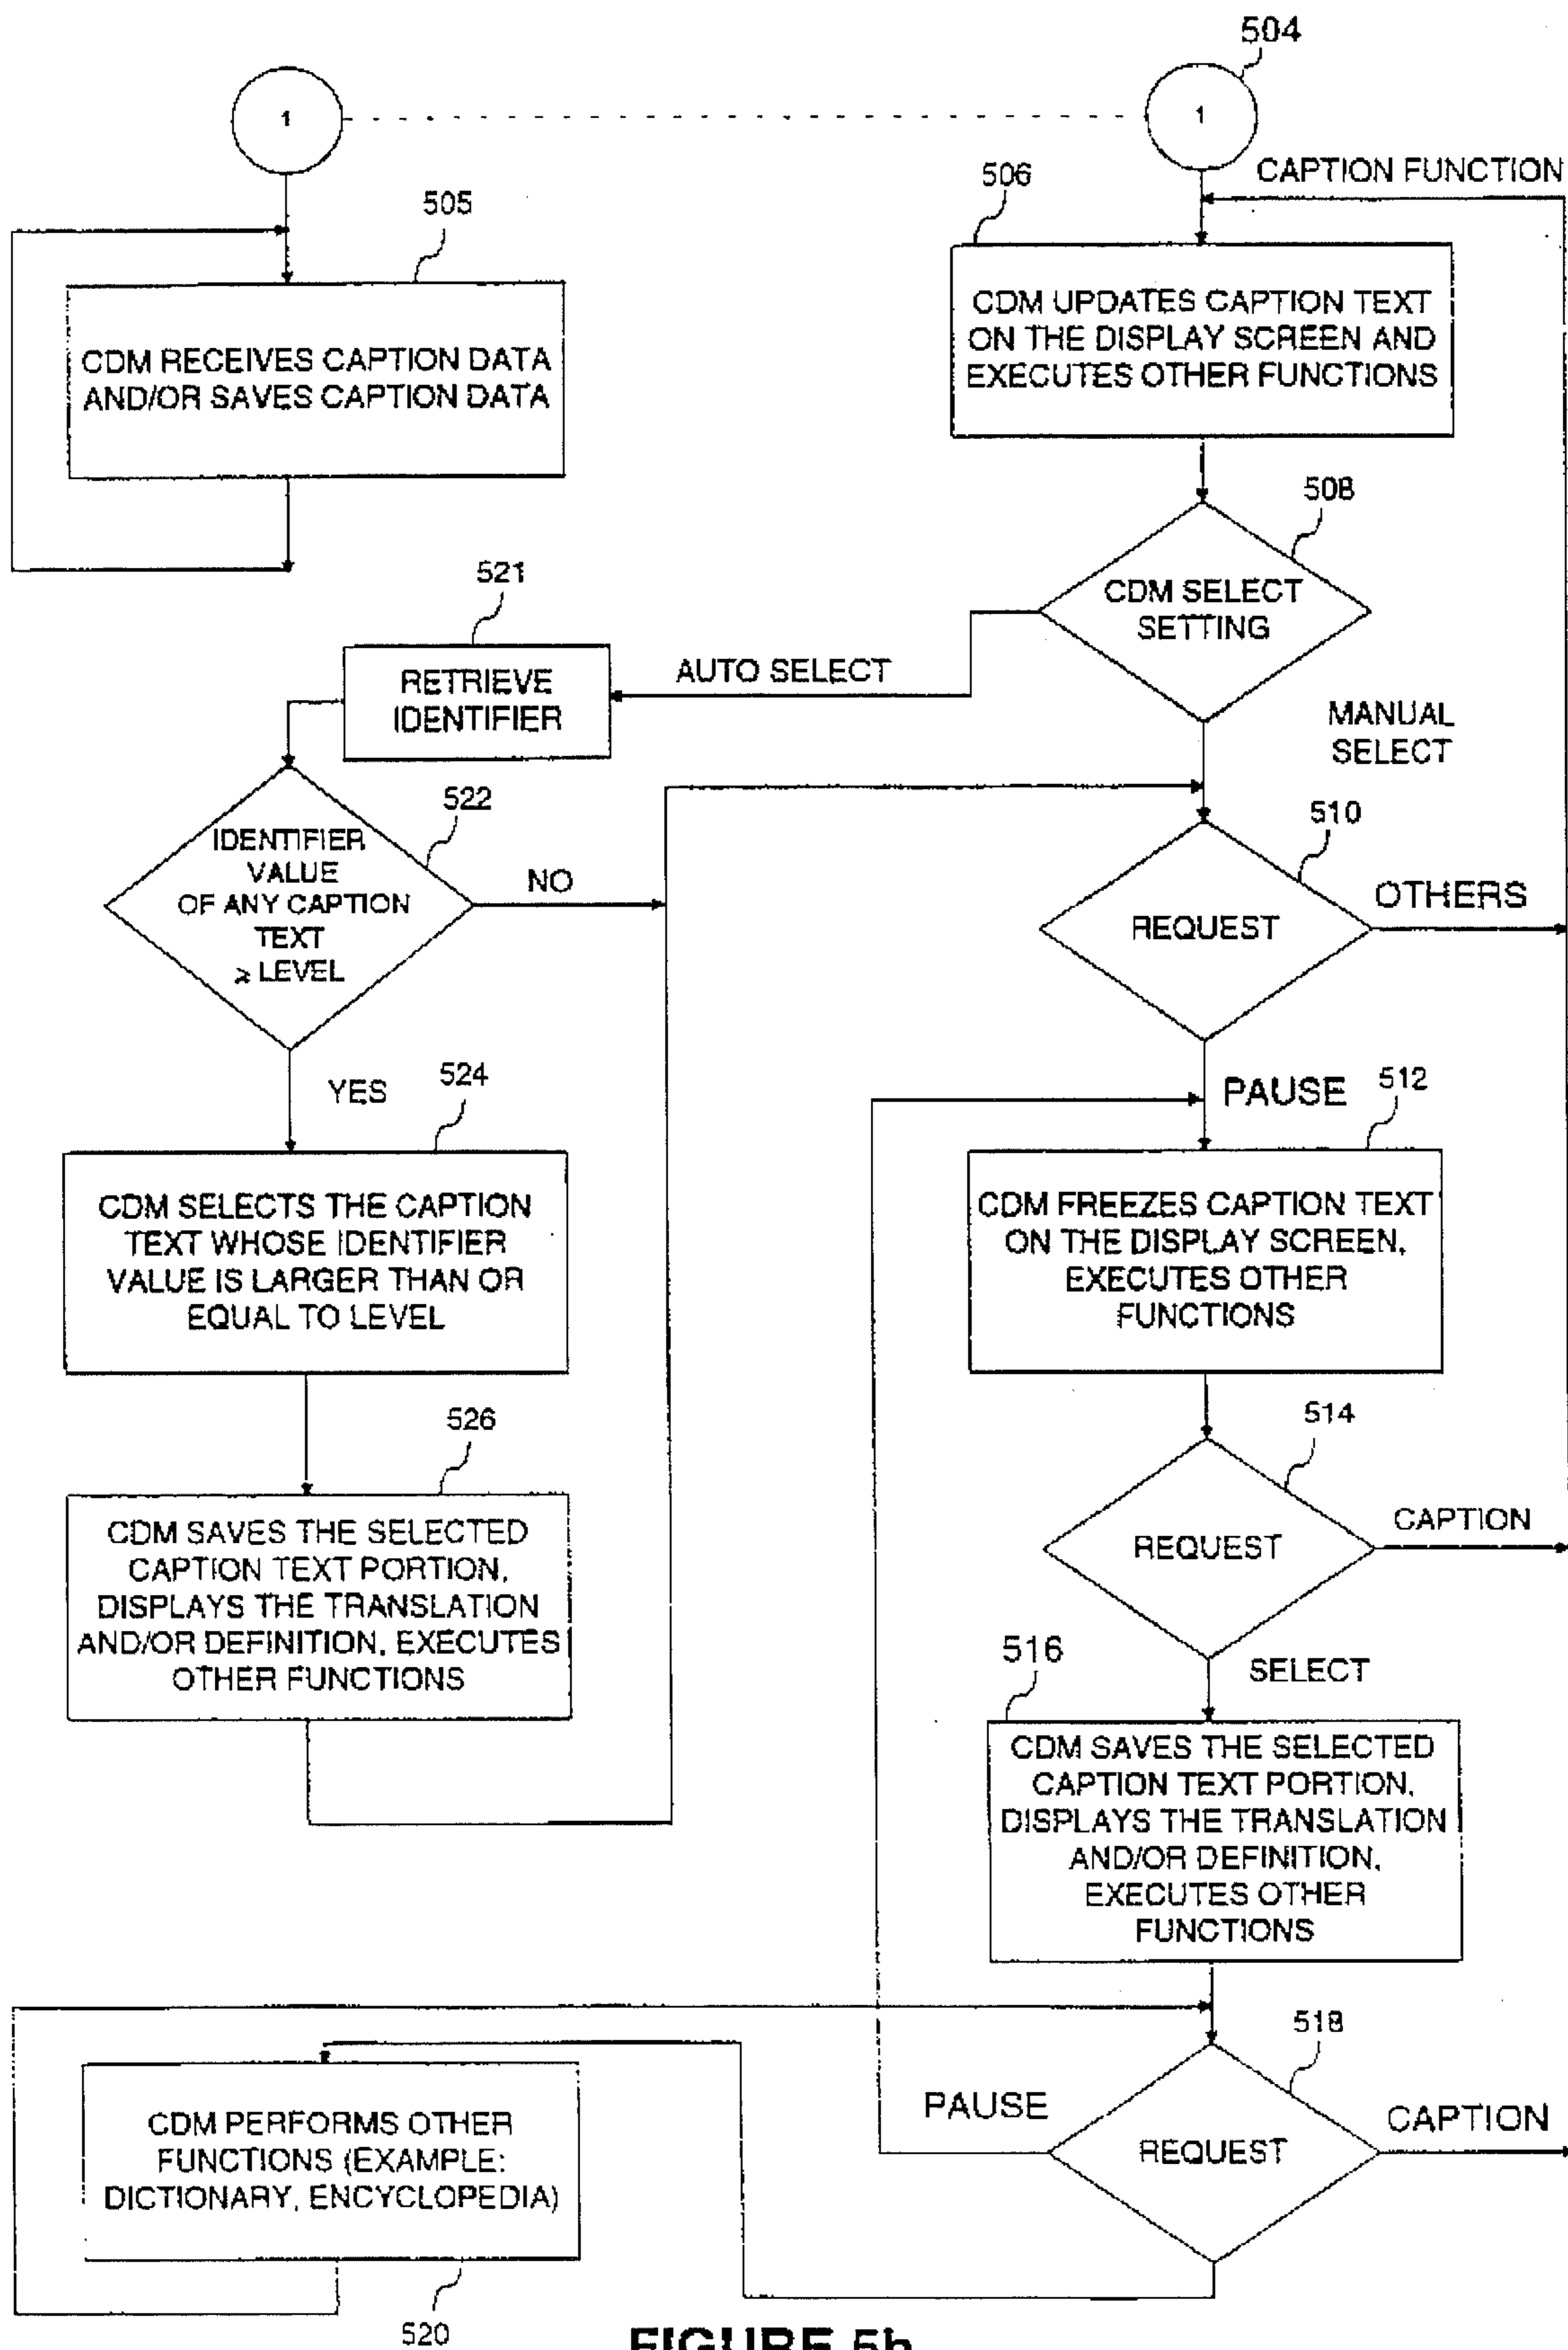 504
1
1
CAPTION FUNCTION
506
505
CDM UPDATES CAPTION TEXT
ON THE DISPLAY SCREEN AND
EXECUTES OTHER FUNCTIONS
CDM RECEIVES CAPTION DATA
AND/OR SAVES CAPTION DATA
508
CDM SELECT
SETTING
521
AUTO SELECT
RETRIEVE
IDENTIFIER
MANUAL
SELECT
522
IDENTIFIER
VALUE
OF ANY CAPTION
TEXT
≥ LEVEL
NO
510
REQUEST
OTHERS
YES
524
PAUSE
512
CDM SELECTS THE CAPTION
TEXT WHOSE IDENTIFIER
VALUE IS LARGER THAN OR
EQUAL TO LEVEL
CDM FREEZES CAPTION TEXT
ON THE DISPLAY SCREEN,
EXECUTES OTHER
FUNCTIONS
526
514
CDM SAVES THE SELECTED
CAPTION TEXT PORTION,
DISPLAYS THE TRANSLATION
AND/OR DEFINITION, EXECUTES
OTHER FUNCTIONS
REQUEST
CAPTION
516
SELECT
CDM SAVES THE SELECTED
CAPTION TEXT PORTION,
DISPLAYS THE TRANSLATION
AND/OR DEFINITION,
EXECUTES OTHER
FUNCTIONS
518
PAUSE
REQUEST
CAPTION
CDM PERFORMS OTHER
FUNCTIONS (EXAMPLE:
DICTIONARY, ENCYCLOPEDIA)
520
FIGURE 5b